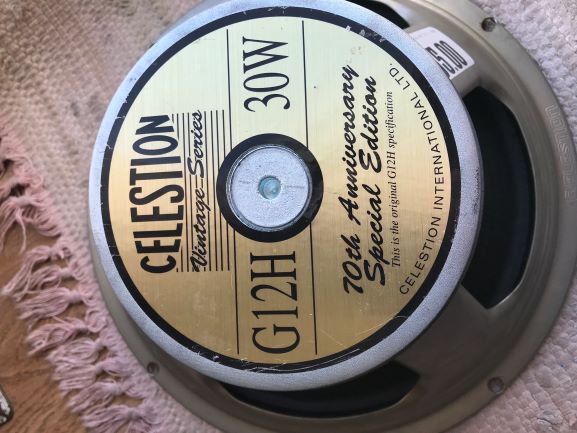 CELESTION
Vintage Series
G12H 30W
70th Anniversary
Special Edition
This is the original G12H specification
CELESTION INTERNATIONAL LTD.